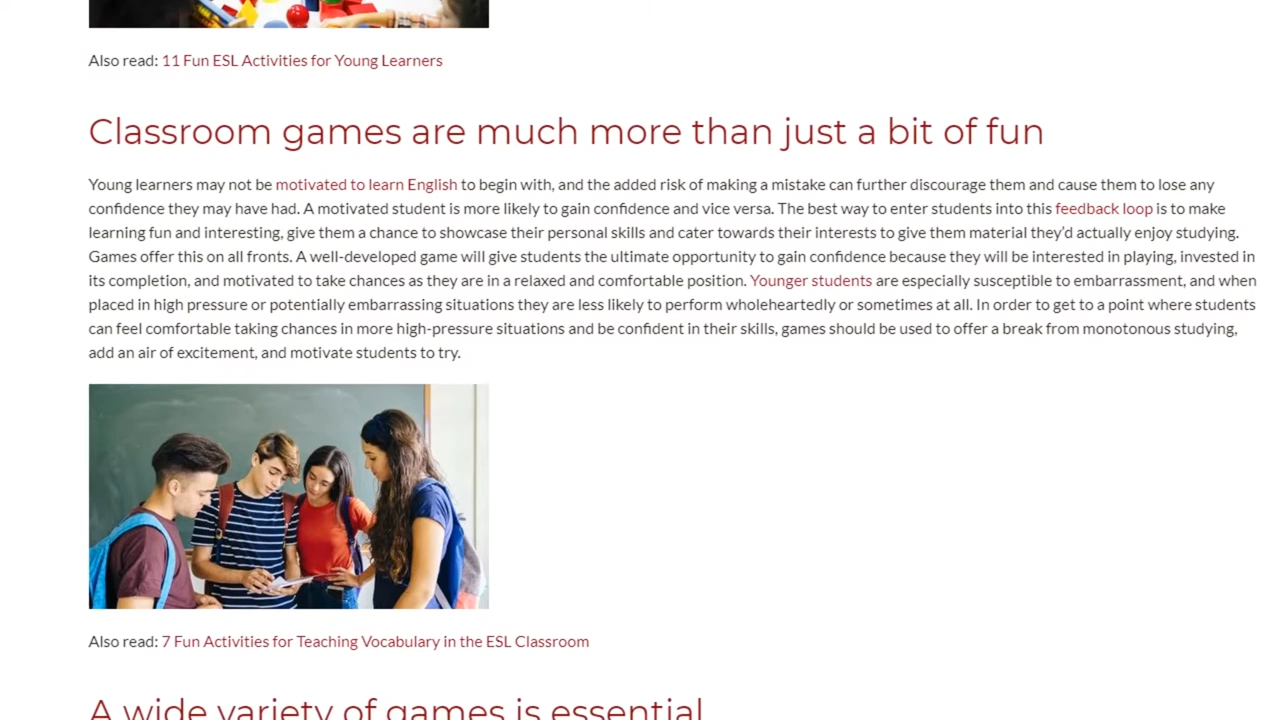 Also read: 11 Fun ESL Activities for Young Learners
Classroom games are much more than just a bit of fun
Young learners may not be motivated to learn English to begin with, and the added risk of making a mistake can further discourage them and cause them to lose any
confidence they may have had. A motivated student is more likely to gain confidence and vice versa. The best way to enter students into this feedback loop is to make
learning fun and interesting, give them a chance to showcase their personal skills and cater towards their interests to give them material they’d actually enjoy studying.
Games offer this on all fronts. A well-developed game will give students the ultimate opportunity to gain confidence because they will be interested in playing, invested in
its completion, and motivated to take chances as they are in a relaxed and comfortable position. Younger students are especially susceptible to embarrassment, and when
placed in high pressure or potentially embarrassing situations they are less likely to perform wholeheartedly or sometimes at all. In order to get to a point where students
can feel comfortable taking chances in more high-pressure situations and be confident in their skills, games should be used to offer a break from monotonous studying,
add an air of excitement, and motivate students to try.
Also read: 7 Fun Activities for Teaching Vocabulary in the ESL Classroom
A wide variety of games is essential